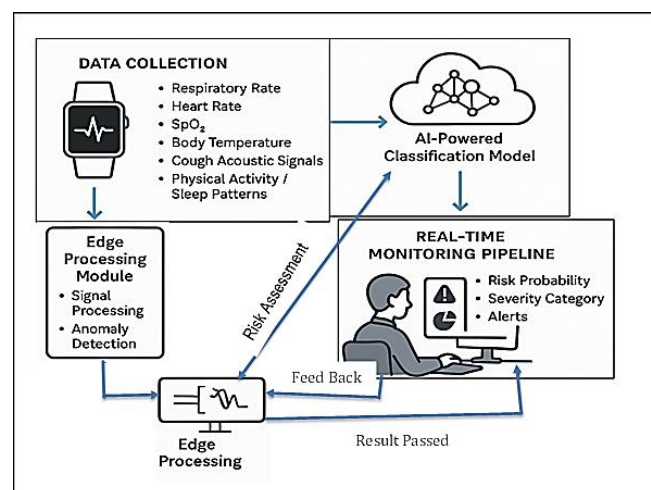 DATA COLLECTION
• Respiratory Rate
• Heart Rate
• SpO₂
• Body Temperature
• Cough Acoustic Signals
• Physical Activity /
Sleep Patterns
AI-Powered
Classification Model
Edge
Processing
Module
• Signal
Processing
• Anomaly
Detection
Risk Assessment
REAL-TIME
MONITORING PIPELINE
• Risk Probability
• Severity Category
• Alerts
Feed Back
Edge
Processing
Result Passed